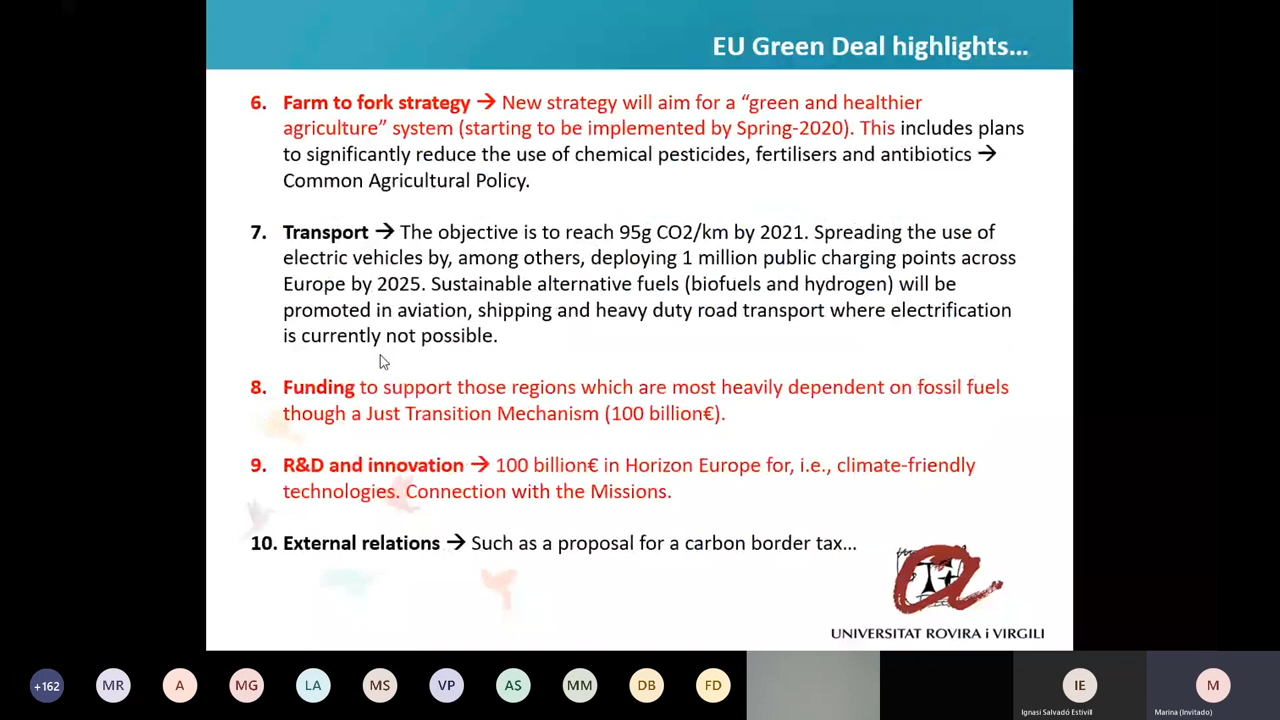 EU Green Deal highlights...
6. Farm to fork strategy → New strategy will aim for a “green and healthier
agriculture” system (starting to be implemented by Spring-2020). This includes plans
to significantly reduce the use of chemical pesticides, fertilisers and antibiotics →
Common Agricultural Policy.
7. Transport → The objective is to reach 95g CO2/km by 2021. Spreading the use of
electric vehicles by, among others, deploying 1 million public charging points across
Europe by 2025. Sustainable alternative fuels (biofuels and hydrogen) will be
promoted in aviation, shipping and heavy duty road transport where electrification
is currently not possible.
8. Funding to support those regions which are most heavily dependent on fossil fuels
though a Just Transition Mechanism (100 billion€).
9. R&D and innovation → 100 billion€ in Horizon Europe for, i.e., climate-friendly
technologies. Connection with the Missions.
10. External relations → Such as a proposal for a carbon border tax...
UNIVERSITAT ROVIRA i VIRGILI
+162 MR A MG LA MS VP AS MM DB FD IE M
Ignasi Salvadó Estivill Marina (Invitado)